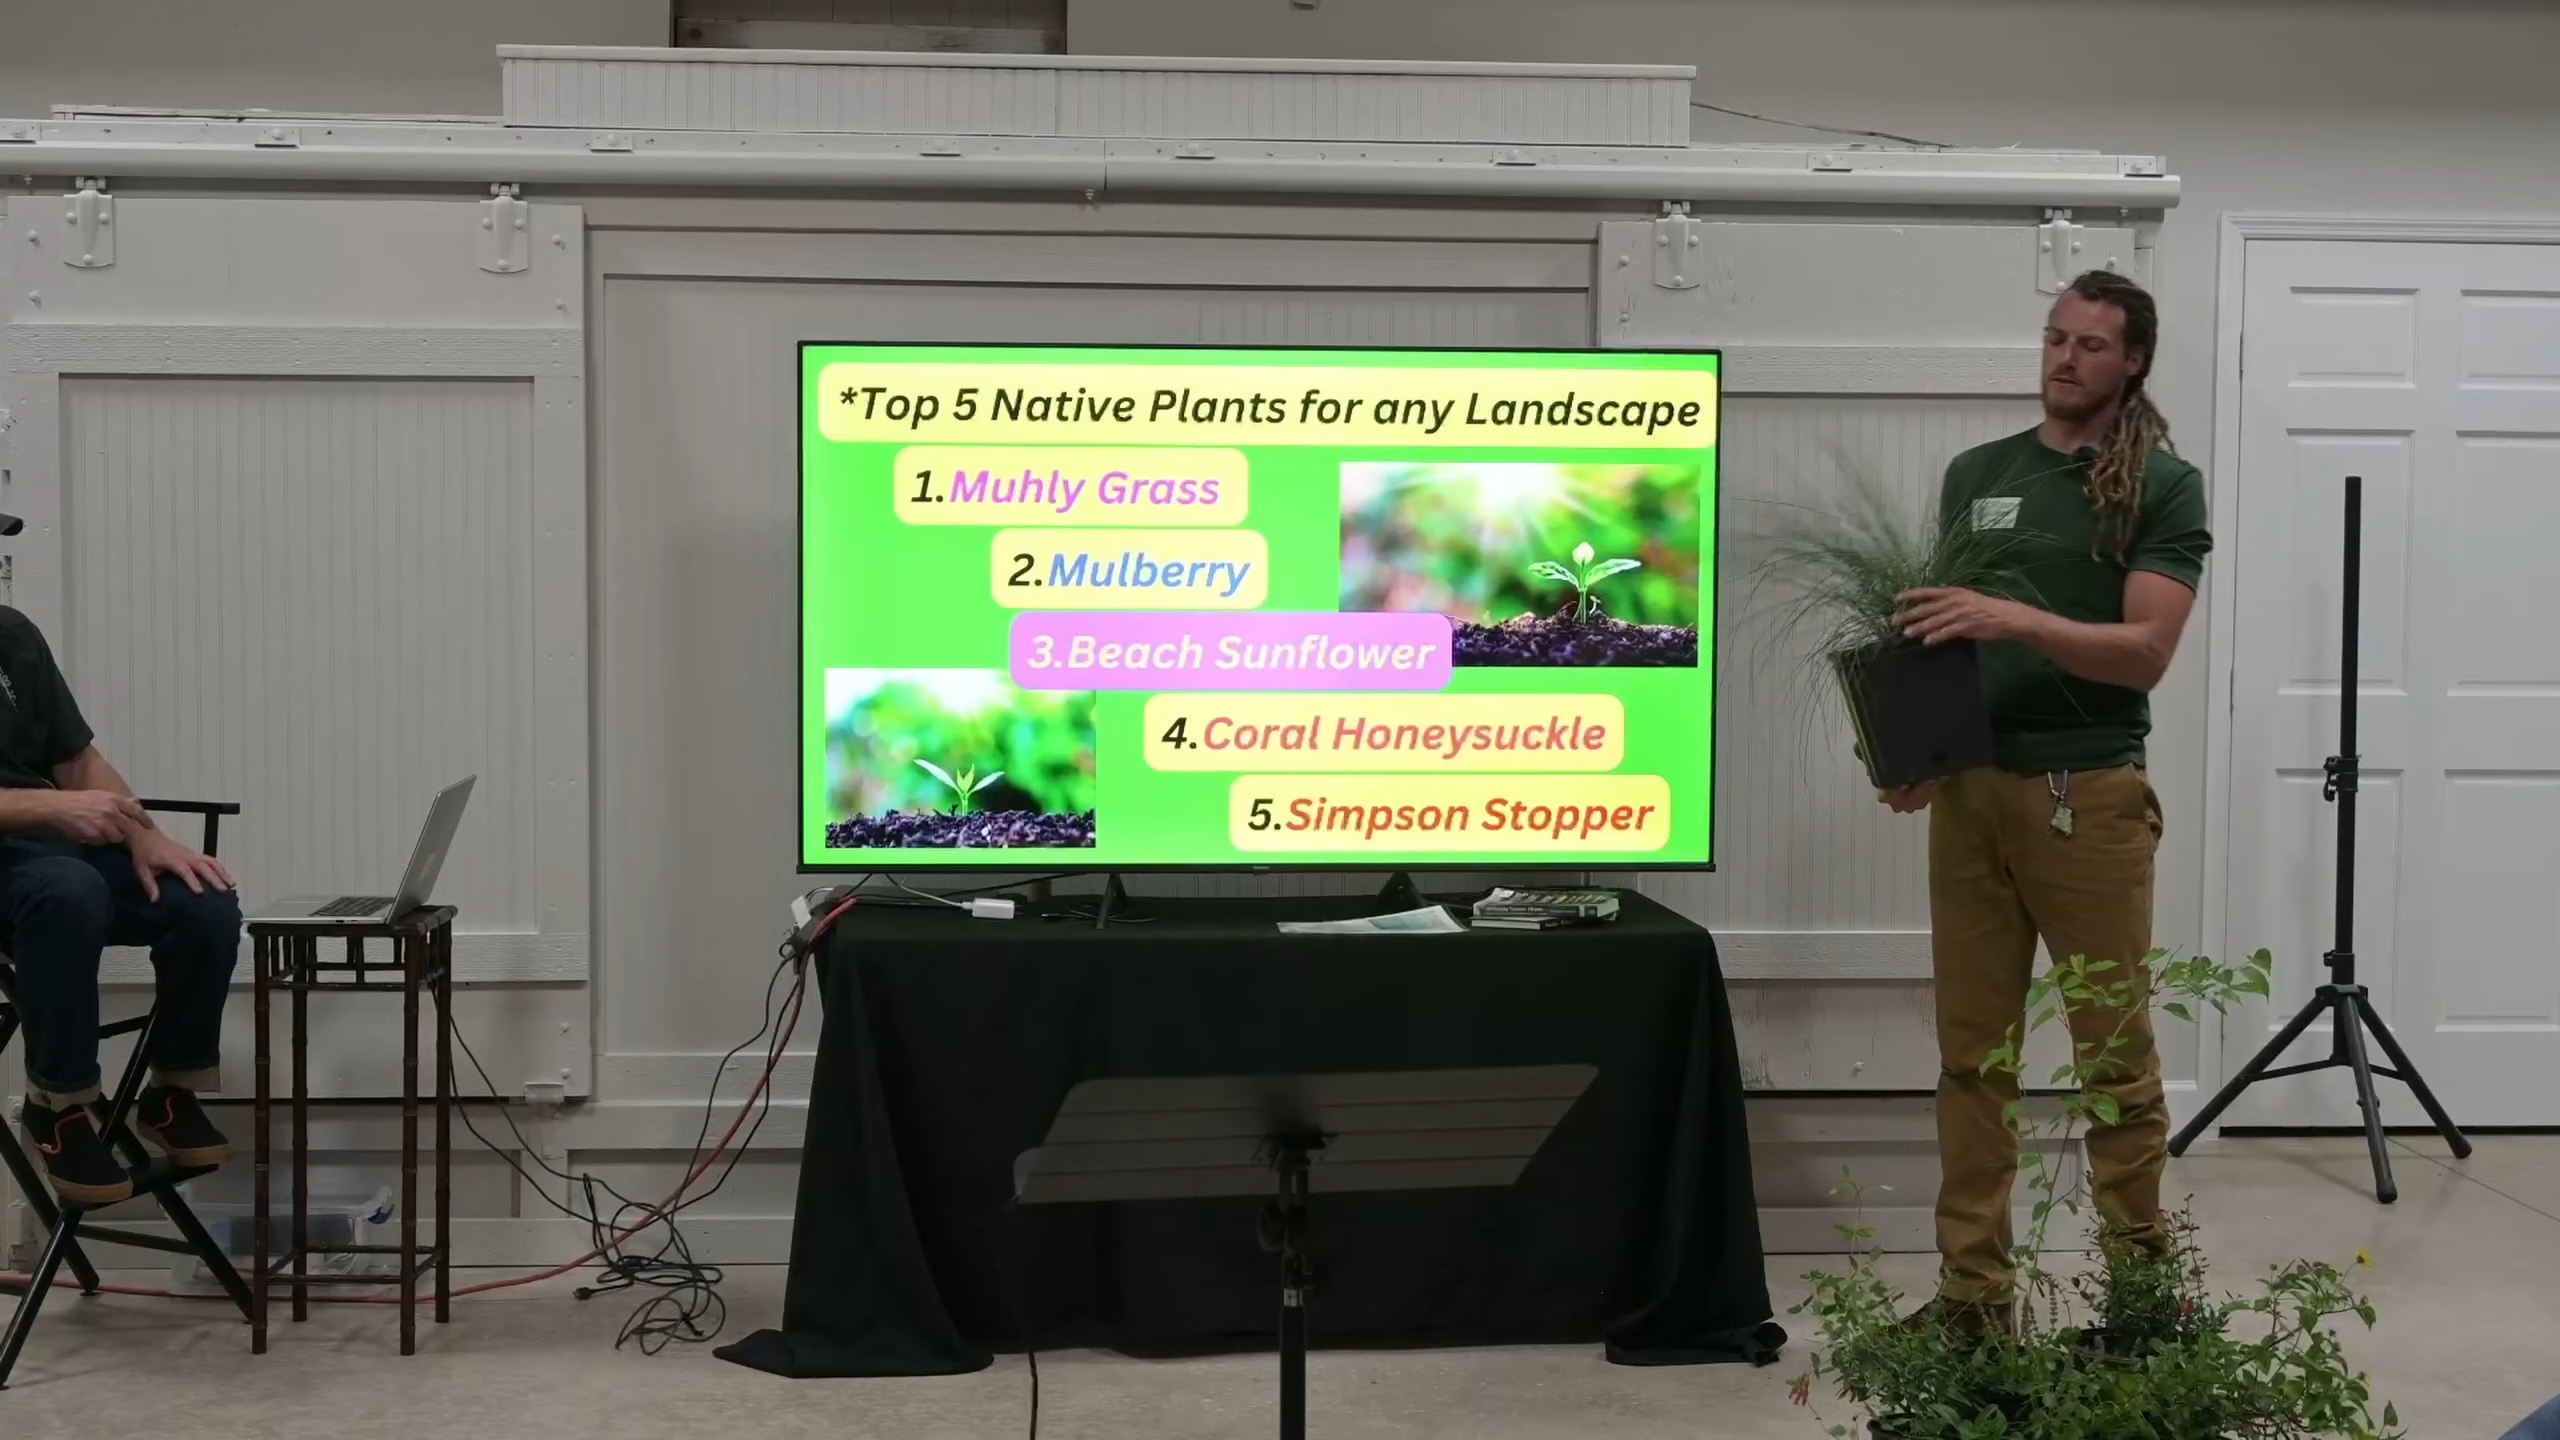 *Top 5 Native Plants for any Landscape
1.Muhly Grass
2.Mulberry
3.Beach Sunflower
4.Coral Honeysuckle
5.Simpson Stopper